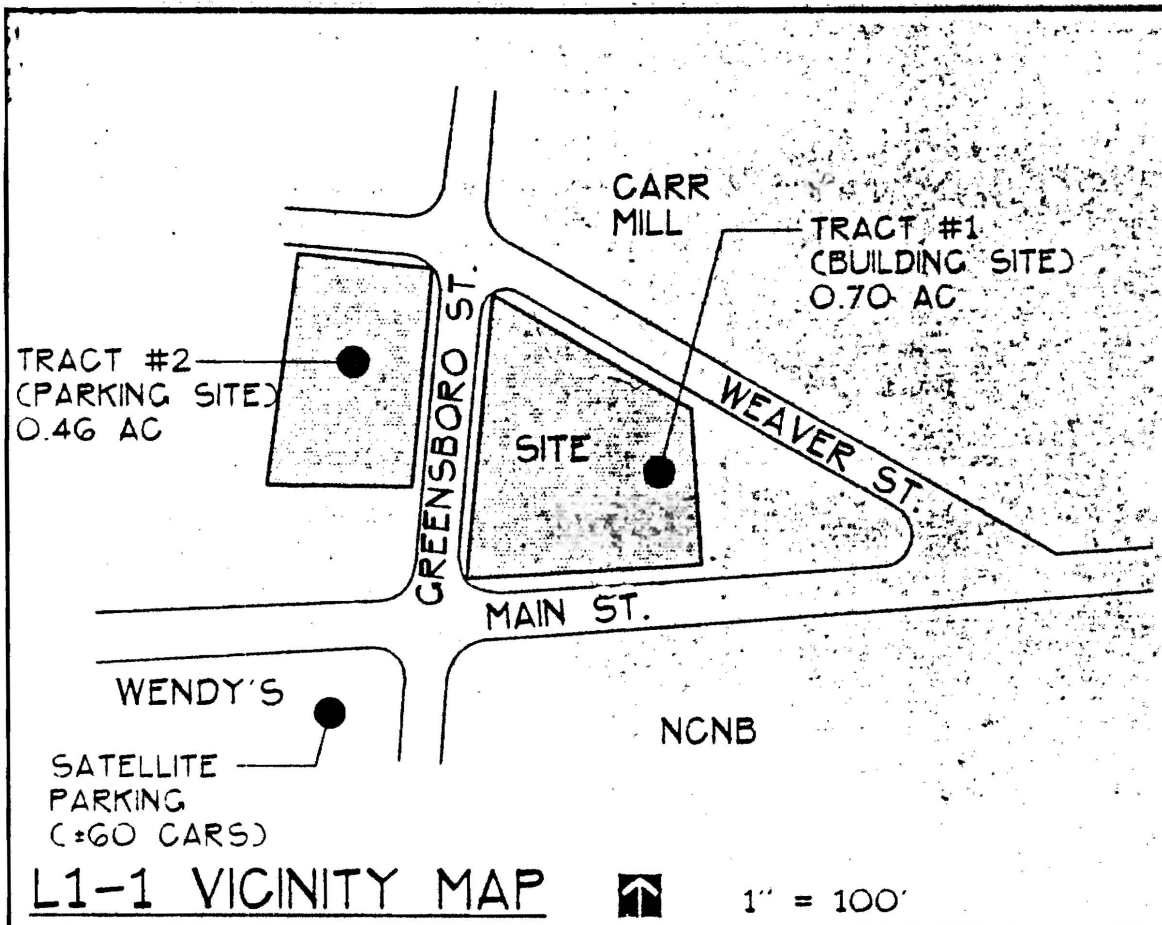 CARR
MILL
TRACT #1
(BUILDING SITE)
0.70 AC
TRACT #2
(PARKING SITE)
0.46 AC
GREENSBORO ST.
SITE
WEAVER ST.
MAIN ST.
WENDY'S
NCNB
SATELLITE
PARKING
(±60 CARS)
L1-1 VICINITY MAP
1" = 100'